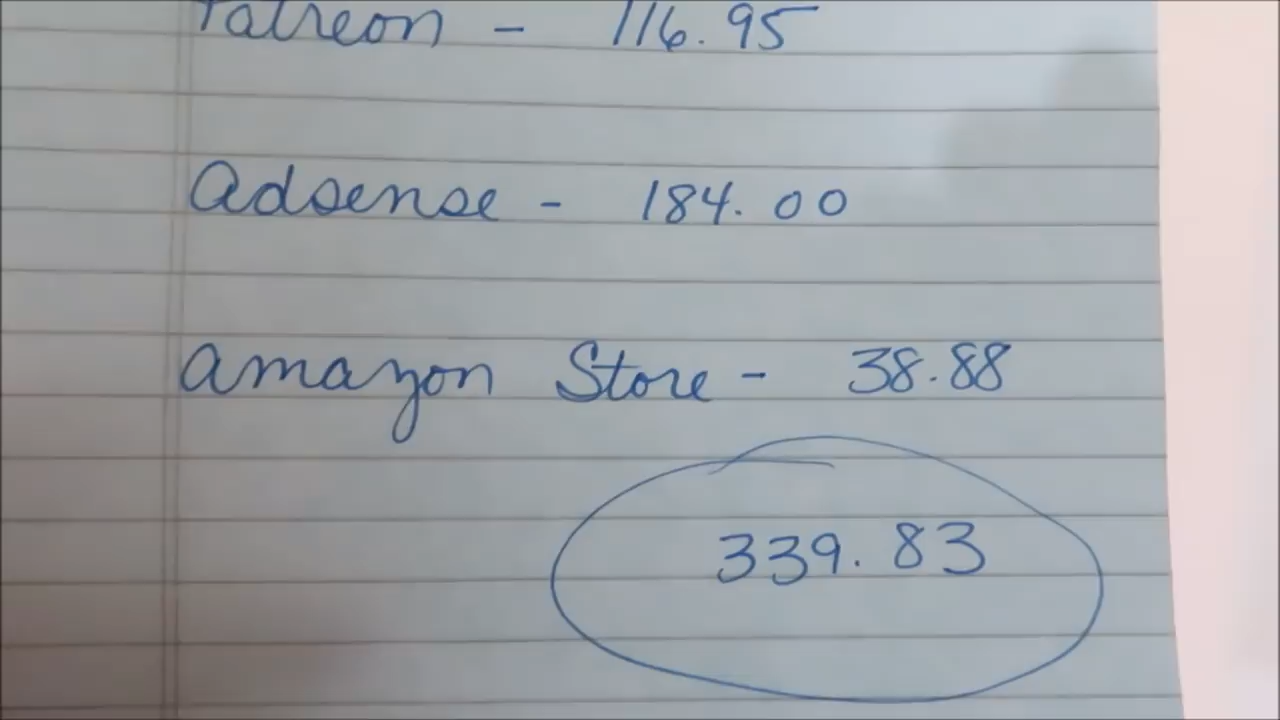 Patreon - 116.95
Adsense - 184.00
Amazon Store - 38.88
339.83